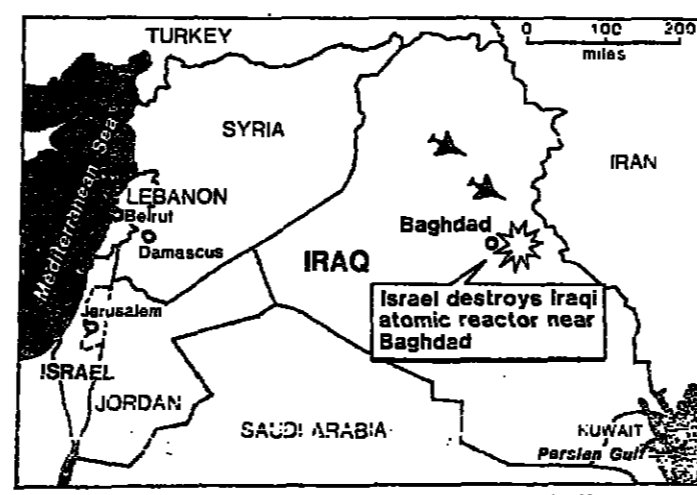 TURKEY
0 100 200
miles
SYRIA
IRAN
Mediterranean Sea
LEBANON
Beirut
Damascus
Baghdad
IRAQ
Israel destroys Iraqi
atomic reactor near
Baghdad
Jerusalem
ISRAEL
JORDAN
SAUDI ARABIA
KUWAIT
Persian Gulf